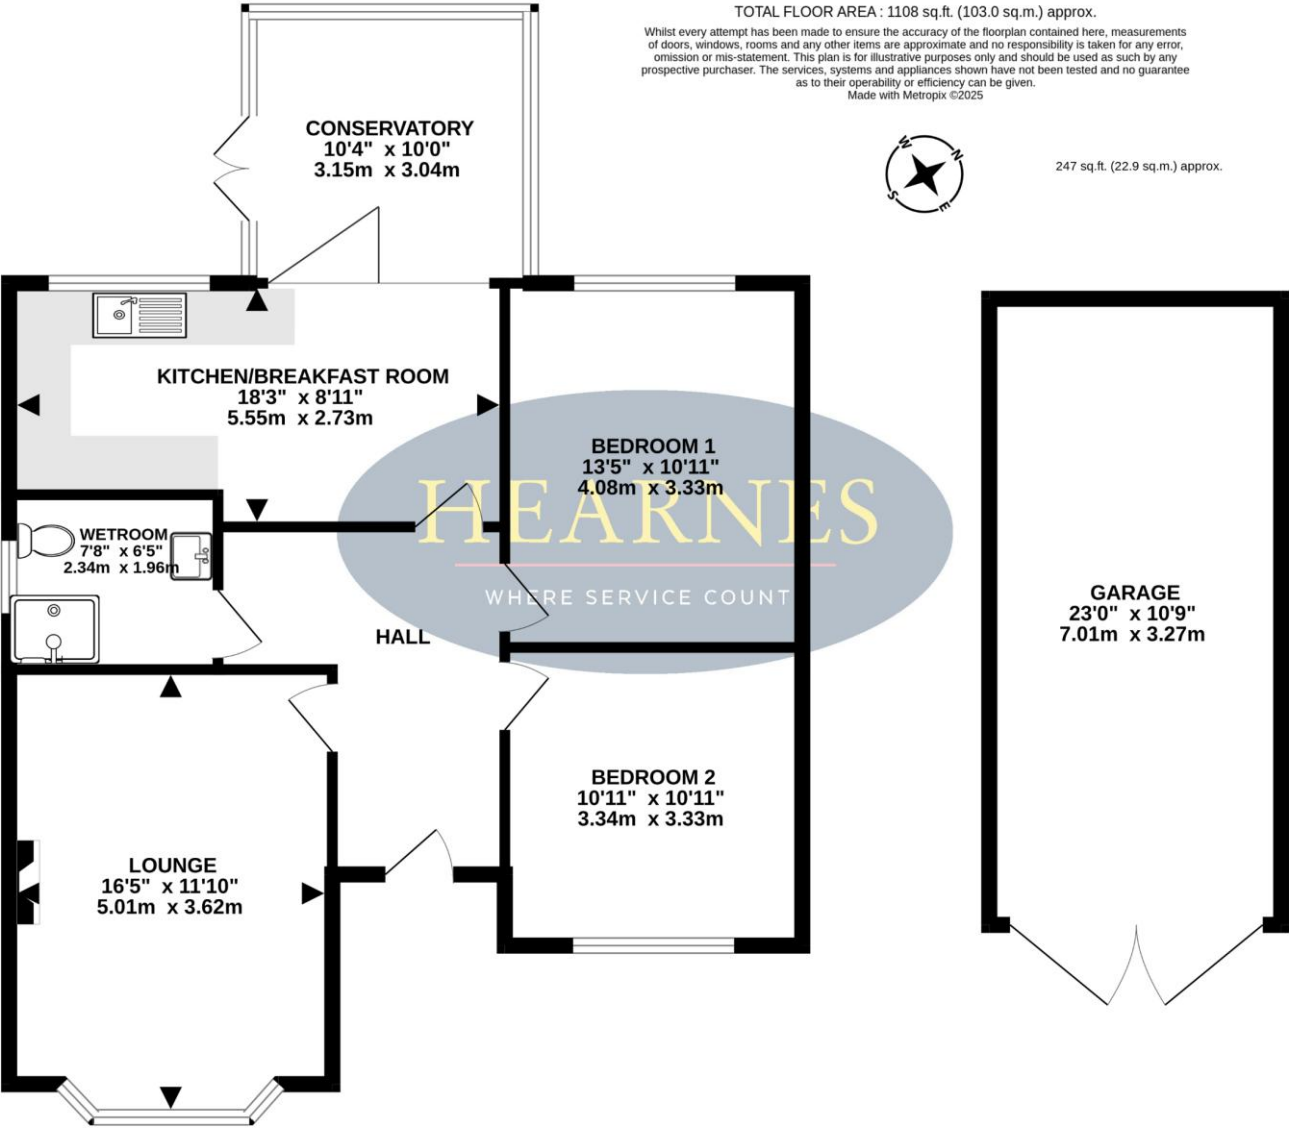 TOTAL FLOOR AREA : 1108 sq.ft. (103.0 sq.m.) approx.
Whilst every attempt has been made to ensure the accuracy of the floorplan contained here, measurements
of doors, windows, rooms and any other items are approximate and no responsibility is taken for any error,
omission or mis-statement. This plan is for illustrative purposes only and should be used as such by any
prospective purchaser. The services, systems and appliances shown have not been tested and no guarantee
as to their operability or efficiency can be given.
Made with Metropix ©2025
CONSERVATORY
10'4" x 10'0"
3.15m x 3.04m
W
N
S
E
247 sq.ft. (22.9 sq.m.) approx.
KITCHEN/BREAKFAST ROOM
18'3" x 8'11"
5.55m x 2.73m
BEDROOM 1
13'5" x 10'11"
4.08m x 3.33m
HEARNES
WHERE SERVICE COUNT
WETROOM
7'8" x 6'5"
2.34m x 1.96m
HALL
GARAGE
23'0" x 10'9"
7.01m x 3.27m
BEDROOM 2
10'11" x 10'11"
3.34m x 3.33m
LOUNGE
16'5" x 11'10"
5.01m x 3.62m